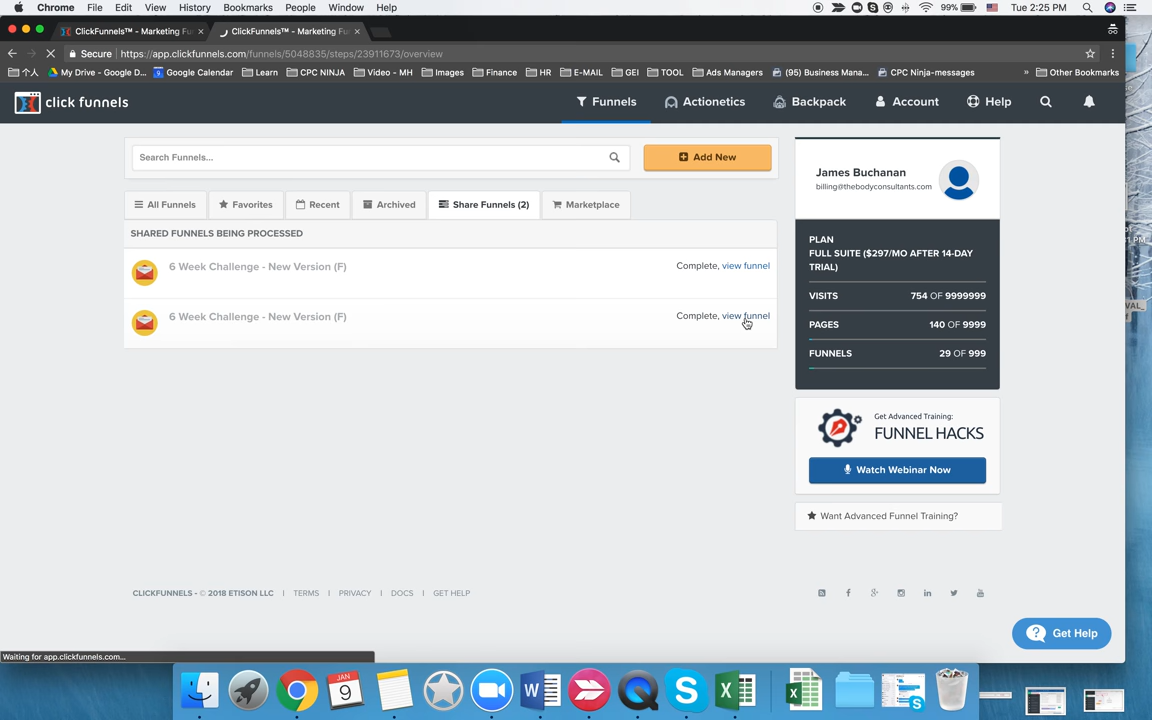 Chrome File Edit View History Bookmarks People Window Help 99% Tue 2:25 PM
ClickFunnels™ - Marketing Fun × ClickFunnels™ - Marketing Fun ×
Secure https://app.clickfunnels.com/funnels/5048835/steps/23911673/overview
个人 My Drive - Google D... 9 Google Calendar Learn CPC NINJA Video - MH Images Finance HR E-MAIL GEI TOOL Ads Managers (95) Business Mana... CPC Ninja-messages » Other Bookmarks
click funnels Funnels Actionetics Backpack Account Help
Search Funnels... Add New
James Buchanan
billing@thebodyconsultants.com
All Funnels Favorites Recent Archived Share Funnels (2) Marketplace
SHARED FUNNELS BEING PROCESSED
6 Week Challenge - New Version (F) Complete, view funnel
6 Week Challenge - New Version (F) Complete, view funnel
PLAN
FULL SUITE ($297/MO AFTER 14-DAY
TRIAL)
VISITS 754 OF 9999999
PAGES 140 OF 9999
FUNNELS 29 OF 999
Get Advanced Training:
FUNNEL HACKS
Watch Webinar Now
Want Advanced Funnel Training?
CLICKFUNNELS - © 2018 ETISON LLC | TERMS | PRIVACY | DOCS | GET HELP
Get Help
Waiting for app.clickfunnels.com...
JAN
9